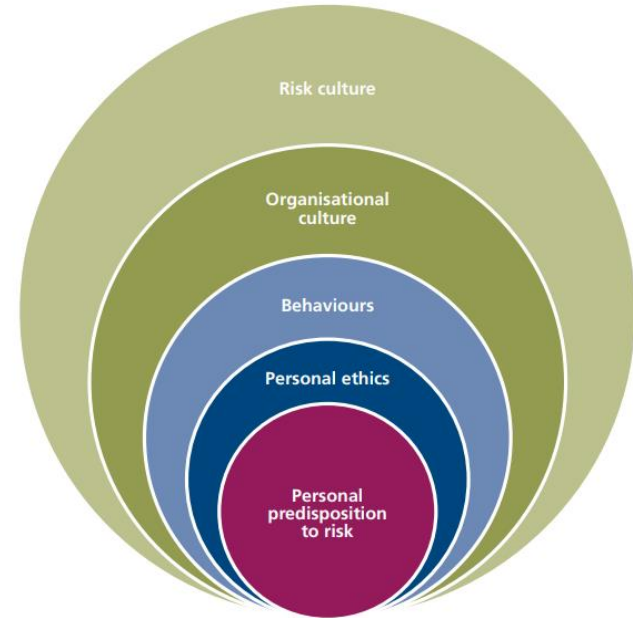 Risk culture
Organisational
culture
Behaviours
Personal ethics
Personal
predisposition
to risk